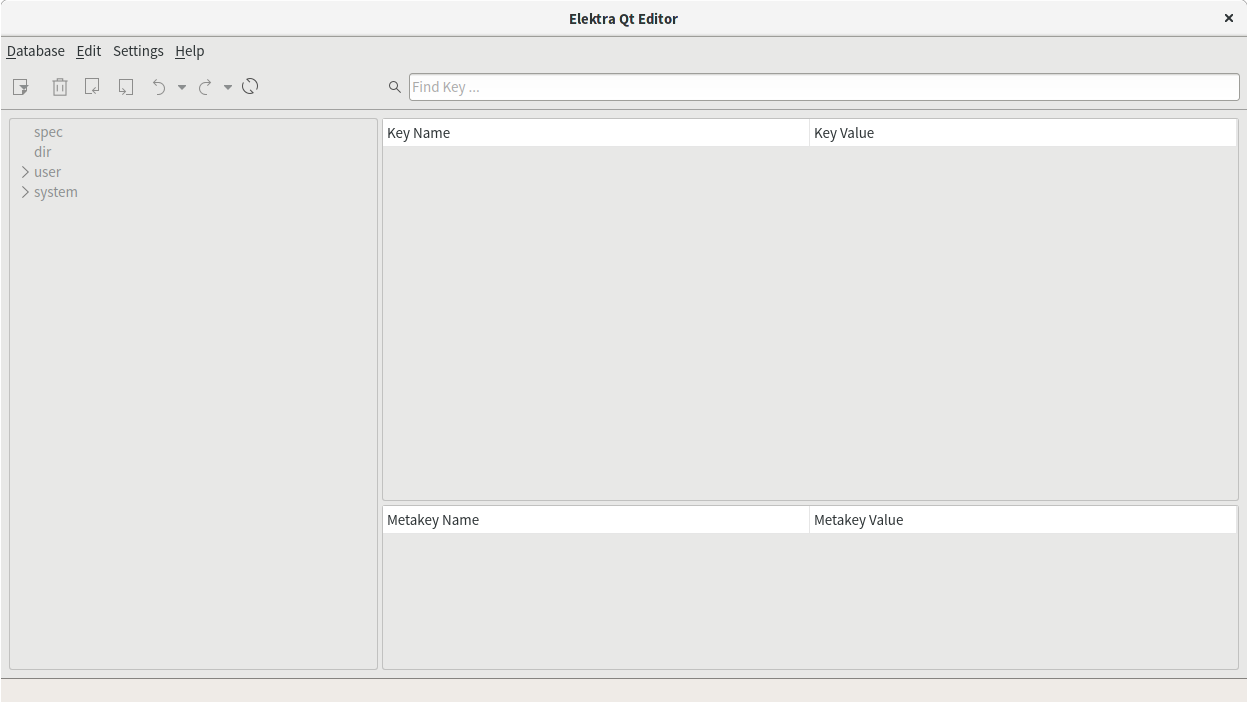 Elektra Qt Editor
Database Edit Settings Help
Find Key ...
spec
dir
user
system
Key Name Key Value
Metakey Name Metakey Value